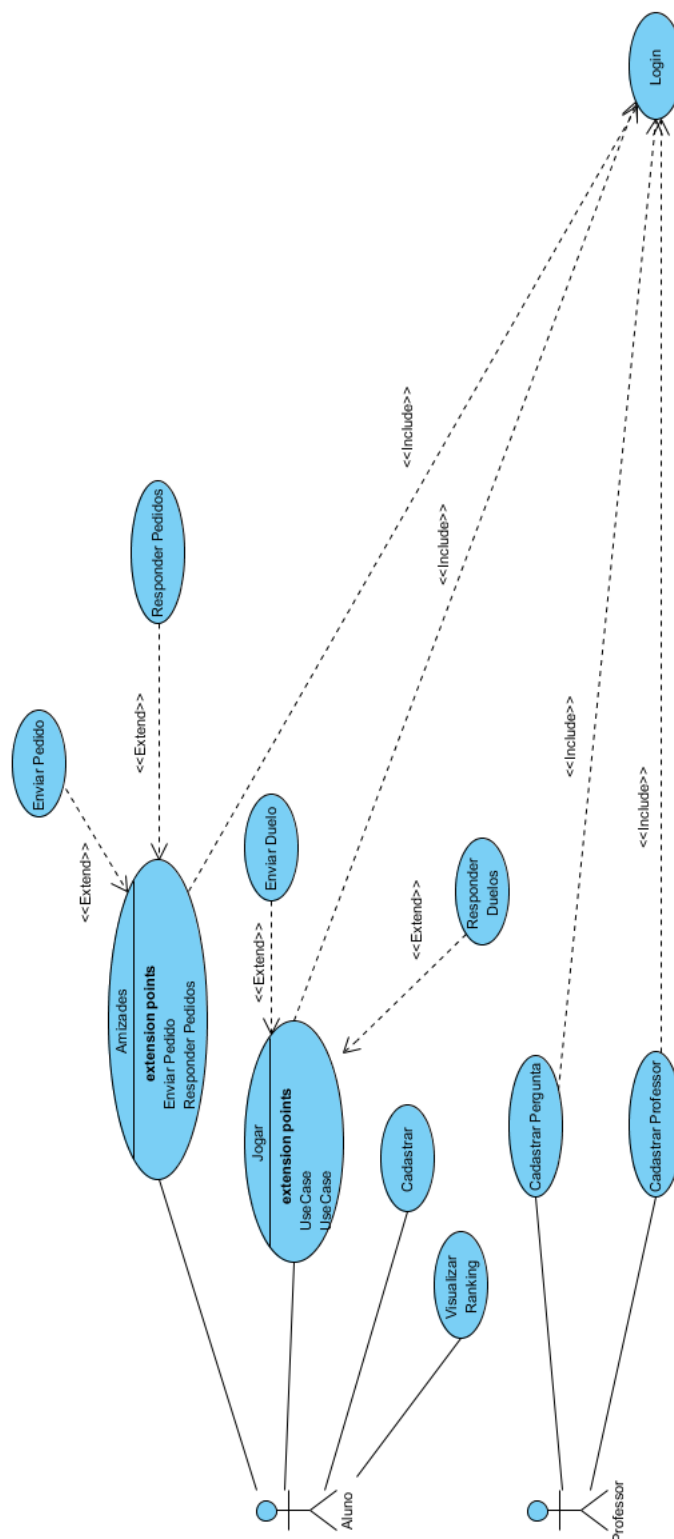 Enviar Pedido
<<Extend>>
Responder Pedidos
<<Extend>>
Amizades
extension points
Enviar Pedido
Responder Pedidos
<<Include>>
Enviar Duelo
<<Extend>>
Jogar
extension points
UseCase
UseCase
<<Include>>
<<Extend>>
Responder
Duelos
Cadastrar
Visualizar
Ranking
Aluno
Cadastrar Pergunta
<<Include>>
Cadastrar Professor
<<Include>>
Login
Professor